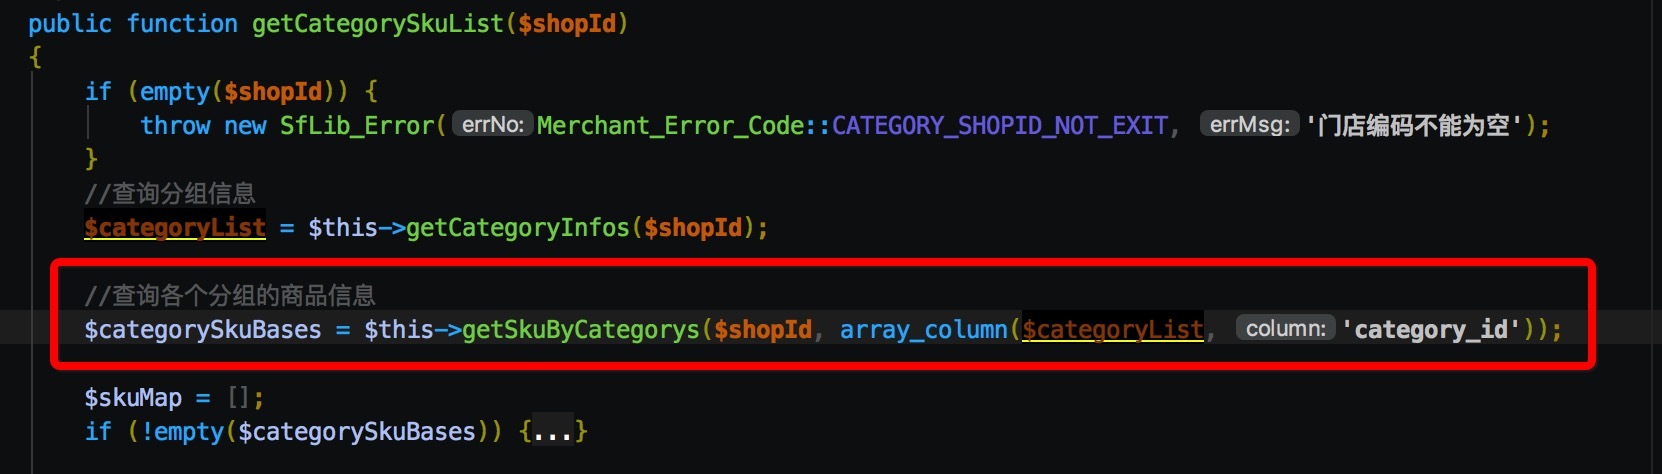 public function getCategorySkuList($shopId)
{
if (empty($shopId)) {
throw new SfLib_Error( errNo: Merchant_Error_Code::CATEGORY_SHOPID_NOT_EXIT, errMsg: '门店编码不能为空');
}
//查询分组信息
$categoryList = $this->getCategoryInfos($shopId);
//查询各个分组的商品信息
$categorySkuBases = $this->getSkuByCategorys($shopId, array_column($categoryList, column: 'category_id'));
$skuMap = [];
if (!empty($categorySkuBases)) {...}